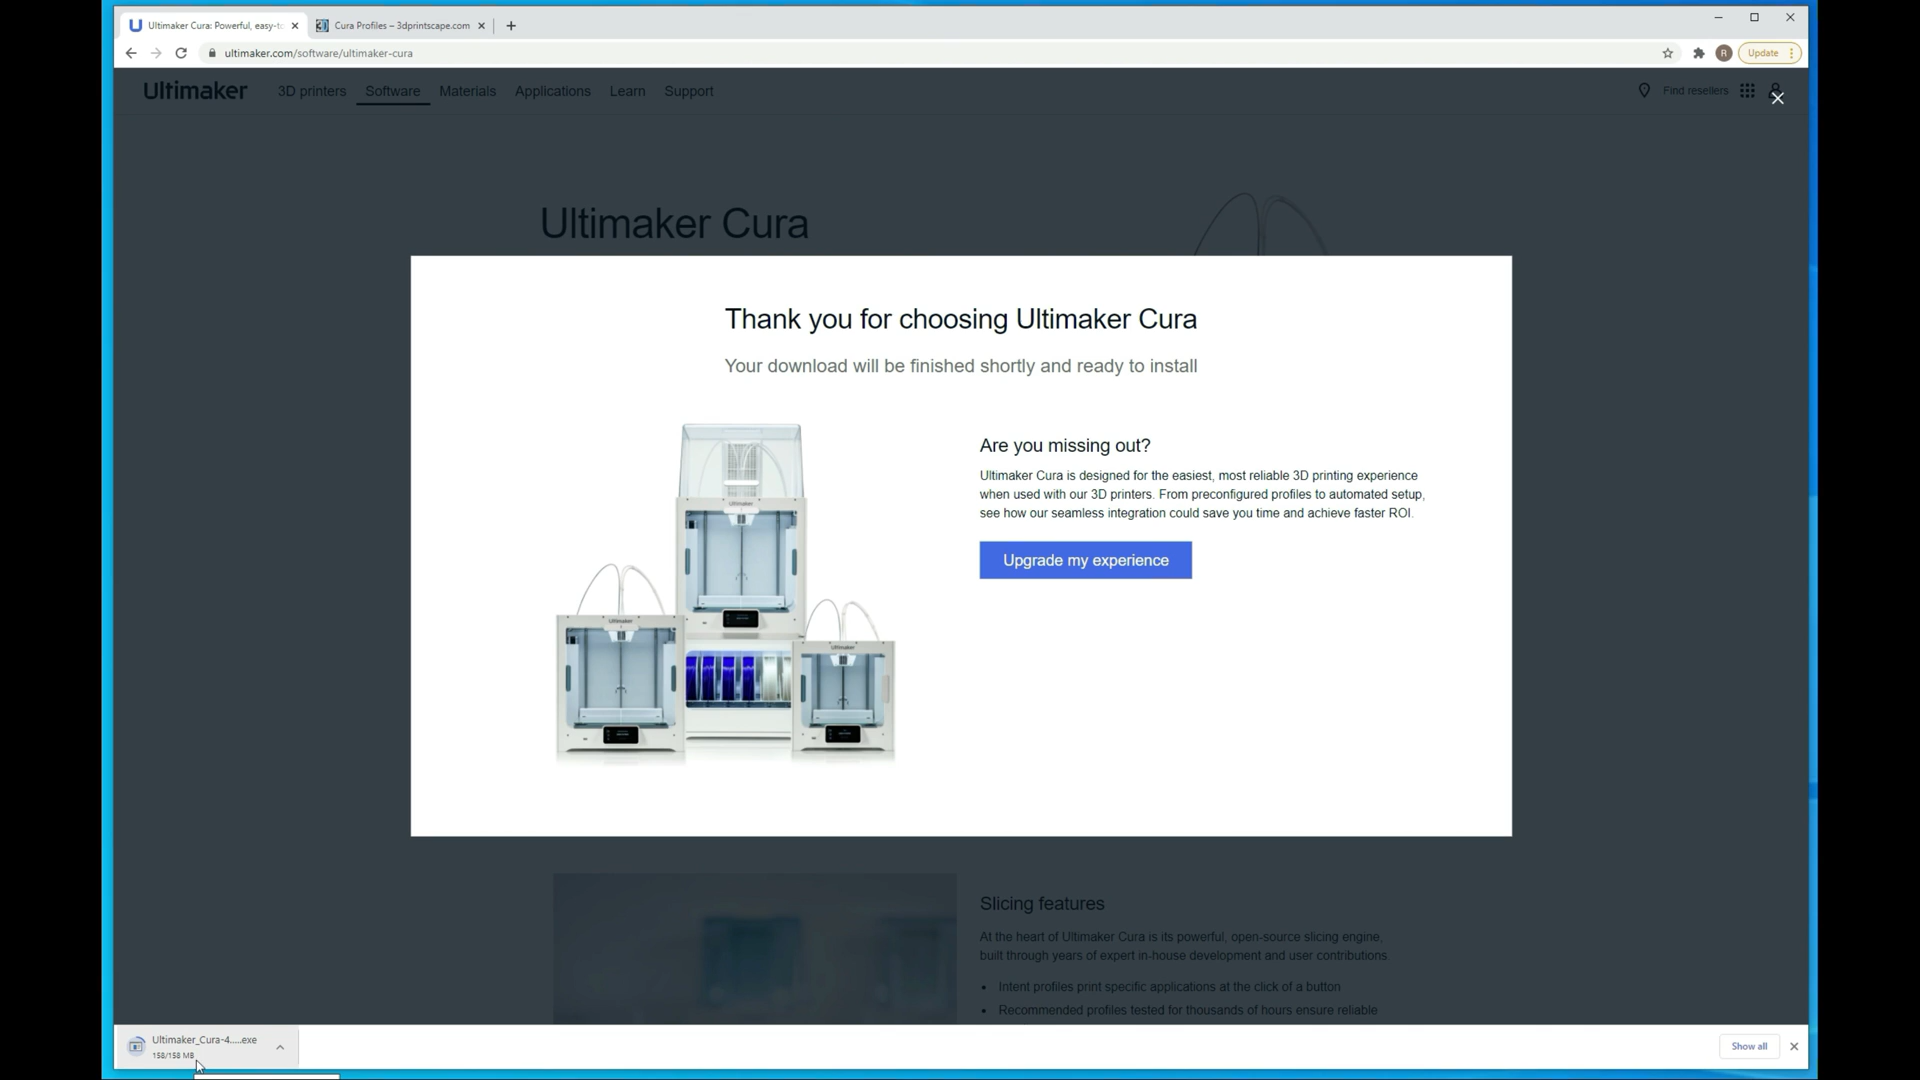 Ultimaker Cura: Powerful, easy-to
Cura Profiles – 3dprintscape.com
ultimaker.com/software/ultimaker-cura
R
Update
Ultimaker
3D printers
Software
Materials
Applications
Learn
Support
Find resellers
Ultimaker Cura
Thank you for choosing Ultimaker Cura
Your download will be finished shortly and ready to install
Are you missing out?
Ultimaker Cura is designed for the easiest, most reliable 3D printing experience
when used with our 3D printers. From preconfigured profiles to automated setup,
see how our seamless integration could save you time and achieve faster ROI.
Upgrade my experience
Ultimaker
Ultimaker
Ultimaker
Slicing features
At the heart of Ultimaker Cura is its powerful, open-source slicing engine,
built through years of expert in-house development and user contributions.
• Intent profiles print specific applications at the click of a button
• Recommended profiles tested for thousands of hours ensure reliable
Ultimaker_Cura-4.....exe
158/158 MB
Show all